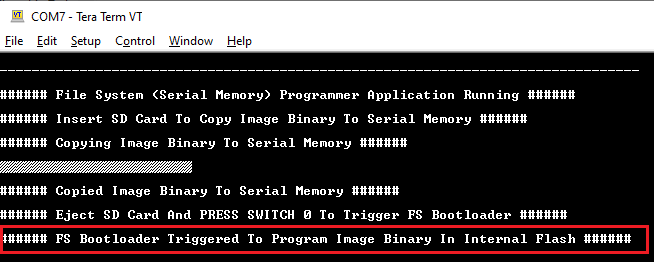 COM7 - Tera Term VT
File Edit Setup Control Window Help
--------------------------------------------------------------------------------
###### File System (Serial Memory) Programmer Application Running ######
###### Insert SD Card To Copy Image Binary To Serial Memory ######
###### Copying Image Binary To Serial Memory ######
###### Copied Image Binary To Serial Memory ######
###### Eject SD Card And PRESS SWITCH 0 To Trigger FS Bootloader ######
###### FS Bootloader Triggered To Program Image Binary In Internal Flash ######